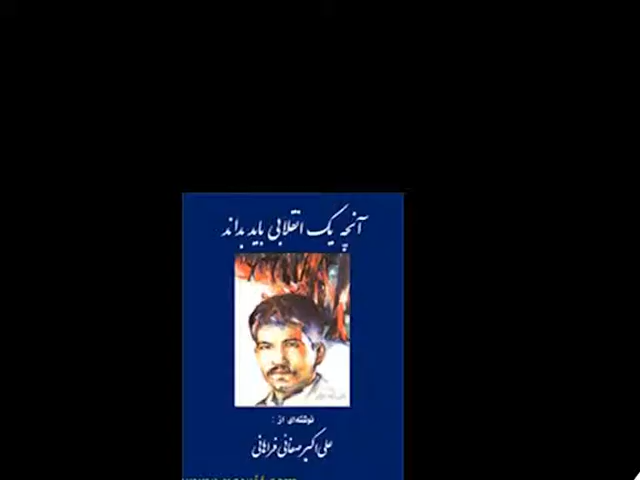 آنچه یک انقلابی باید بداند
نوشته‌ای از :
علی اکبر صفائی فراهانی